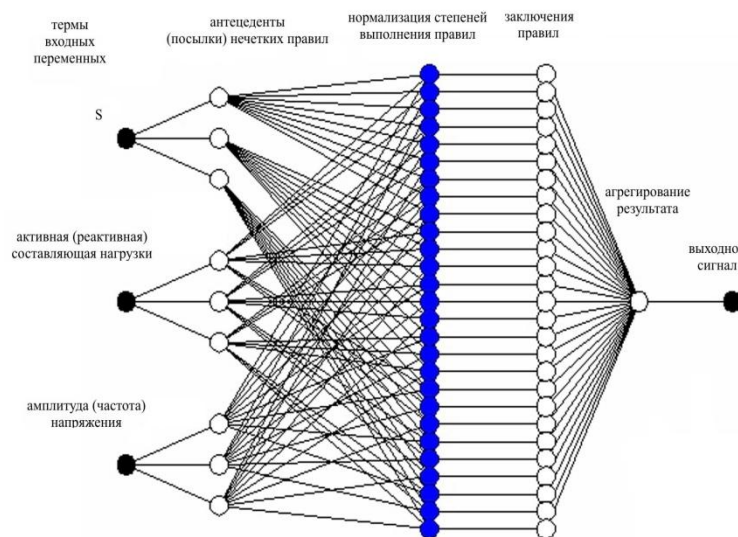 термы
входных
переменных
антецеденты
(посылки) нечетких правил
нормализация степеней
выполнения правил
заключения
правил
S
активная (реактивная)
составляющая нагрузки
амплитуда (частота)
напряжения
агрегирование
результата
выходно
сигнал